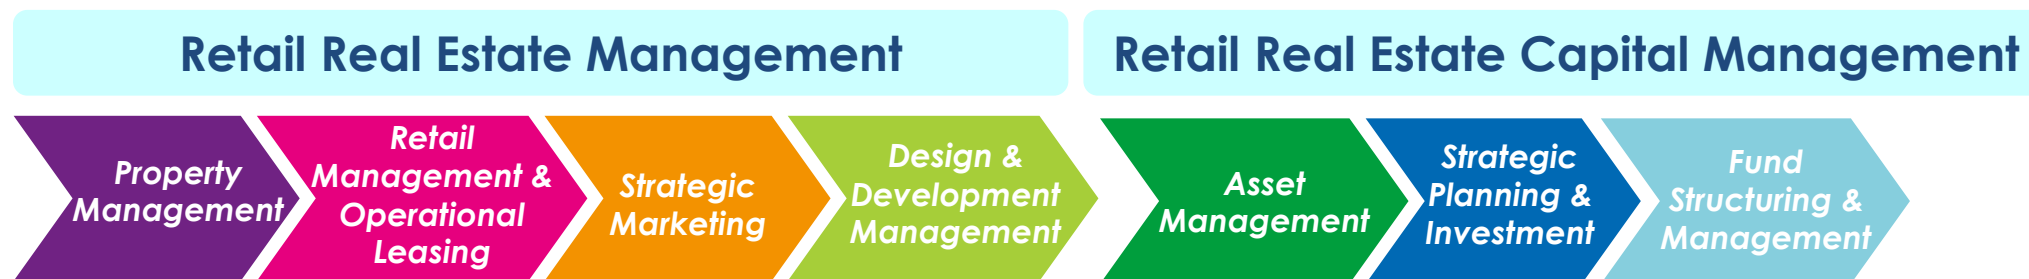 Retail Real Estate Management
Retail Real Estate Capital Management
Property
Management
Retail
Management &
Operational
Leasing
Strategic
Marketing
Design &
Development
Management
Asset
Management
Strategic
Planning &
Investment
Fund
Structuring &
Management